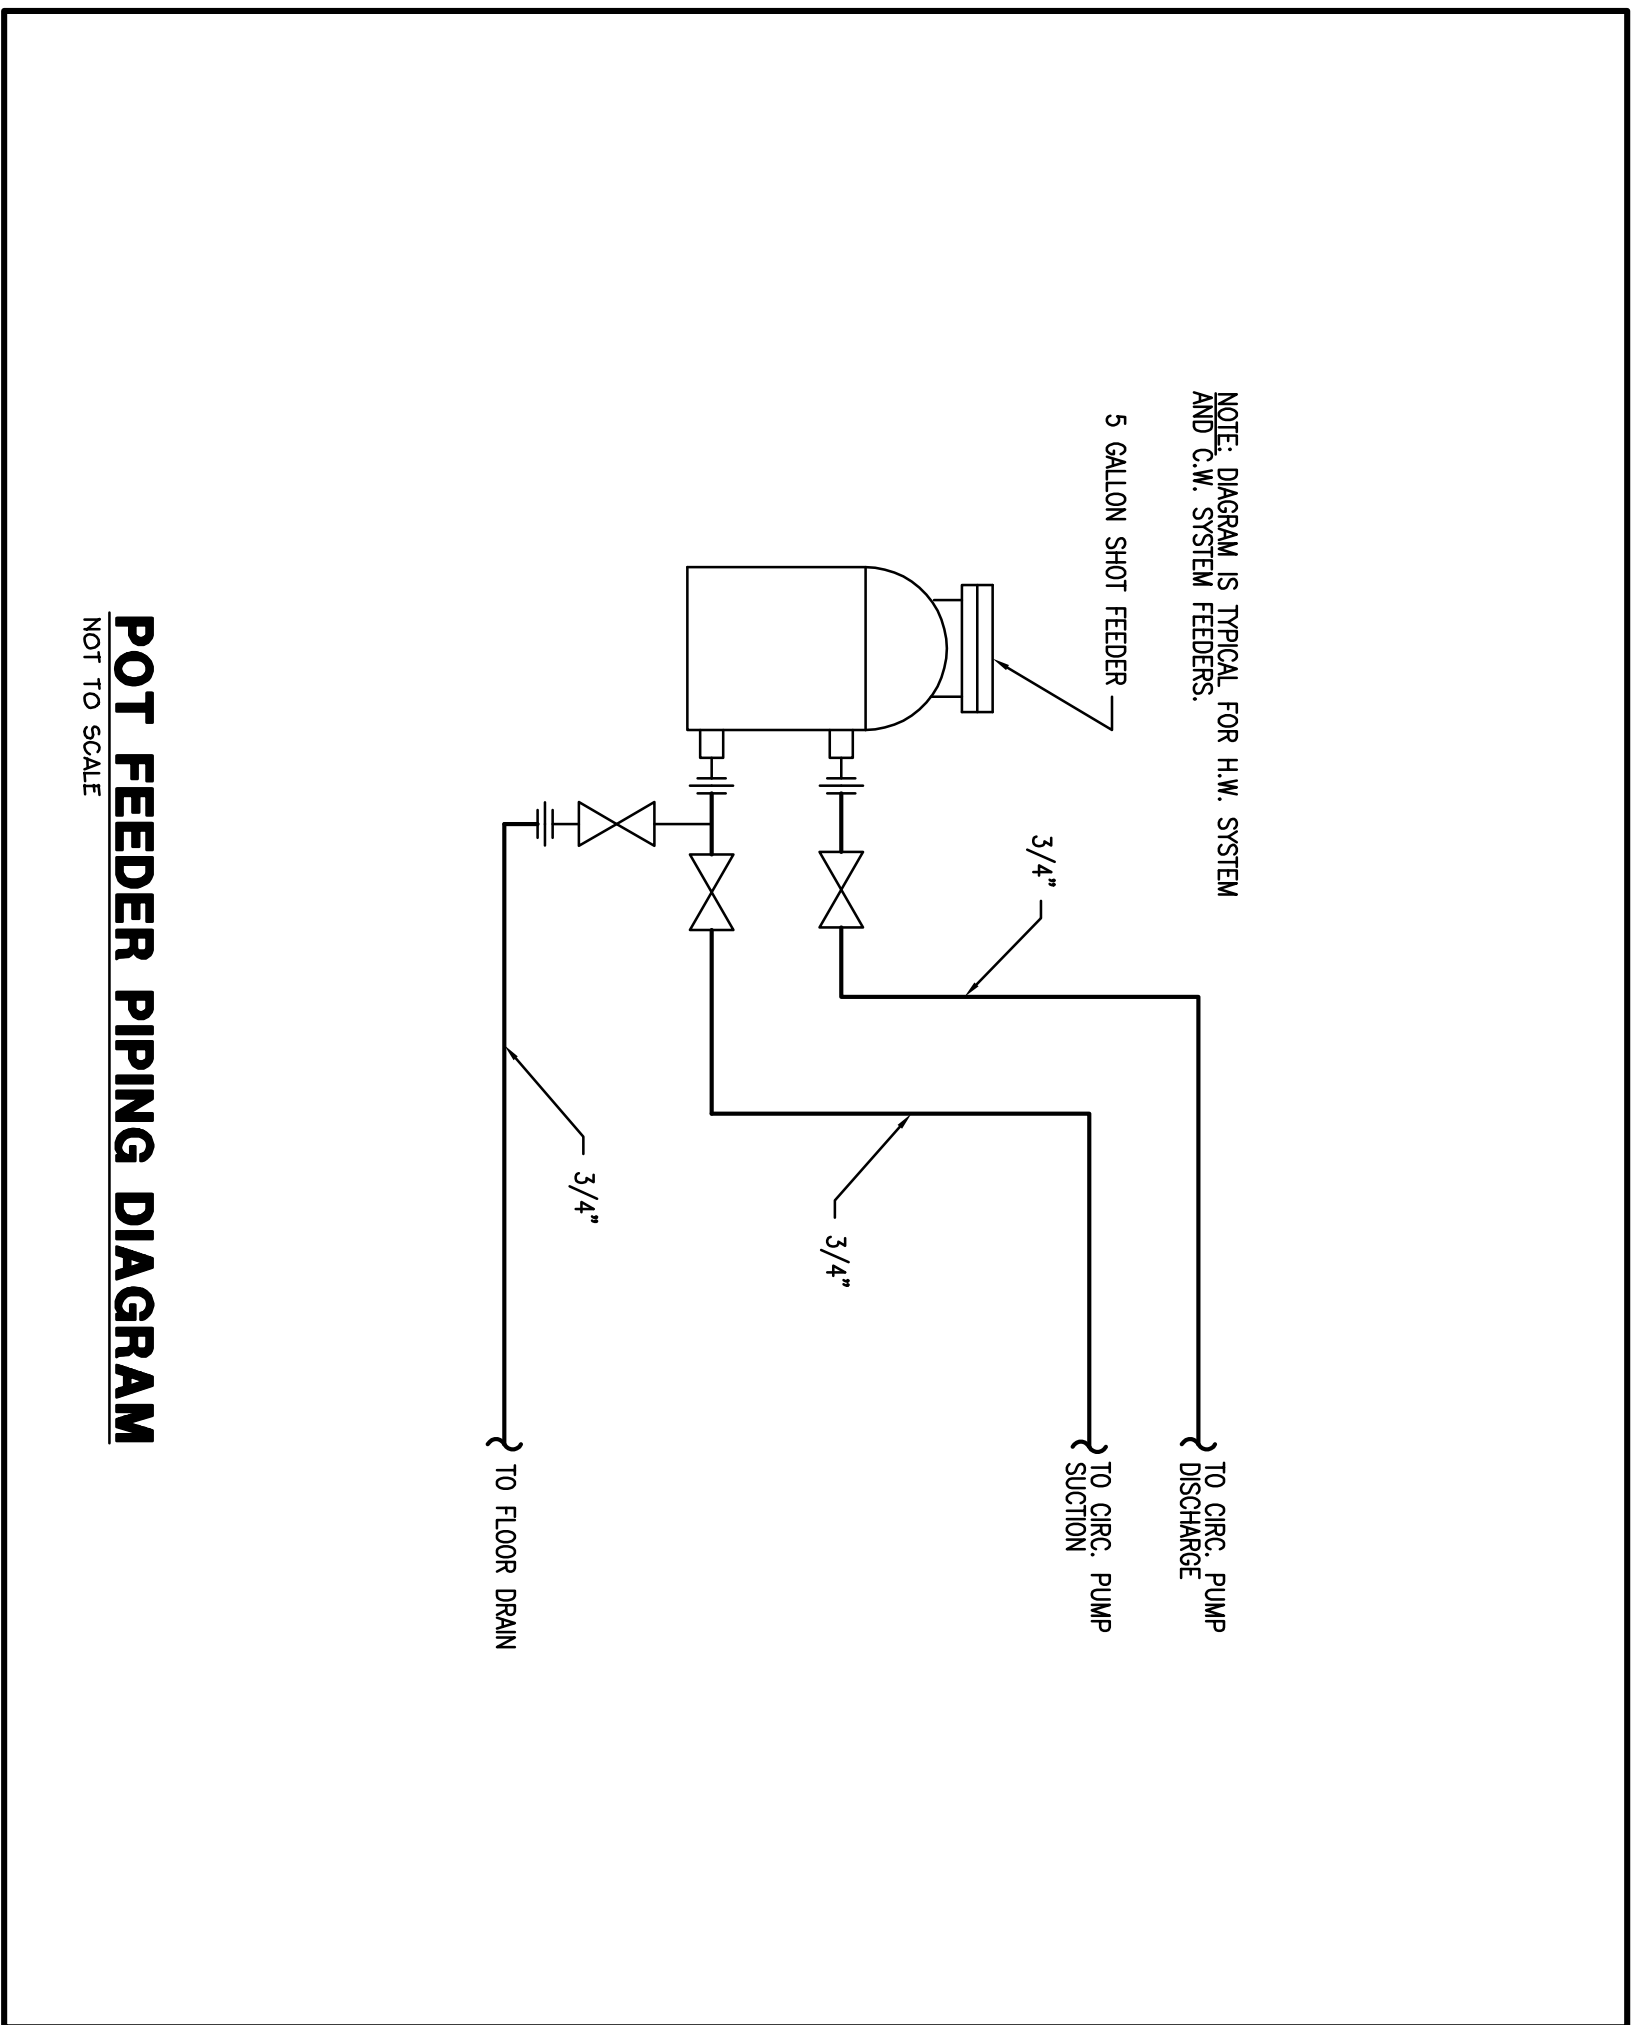 NOTE: DIAGRAM IS TYPICAL FOR H.W. SYSTEM
AND C.W. SYSTEM FEEDERS.
TO CIRC. PUMP
DISCHARGE
5 GALLON SHOT FEEDER
TO CIRC. PUMP
SUCTION
3/4"
3/4"
3/4"
TO FLOOR DRAIN
POT FEEDER PIPING DIAGRAM
NOT TO SCALE